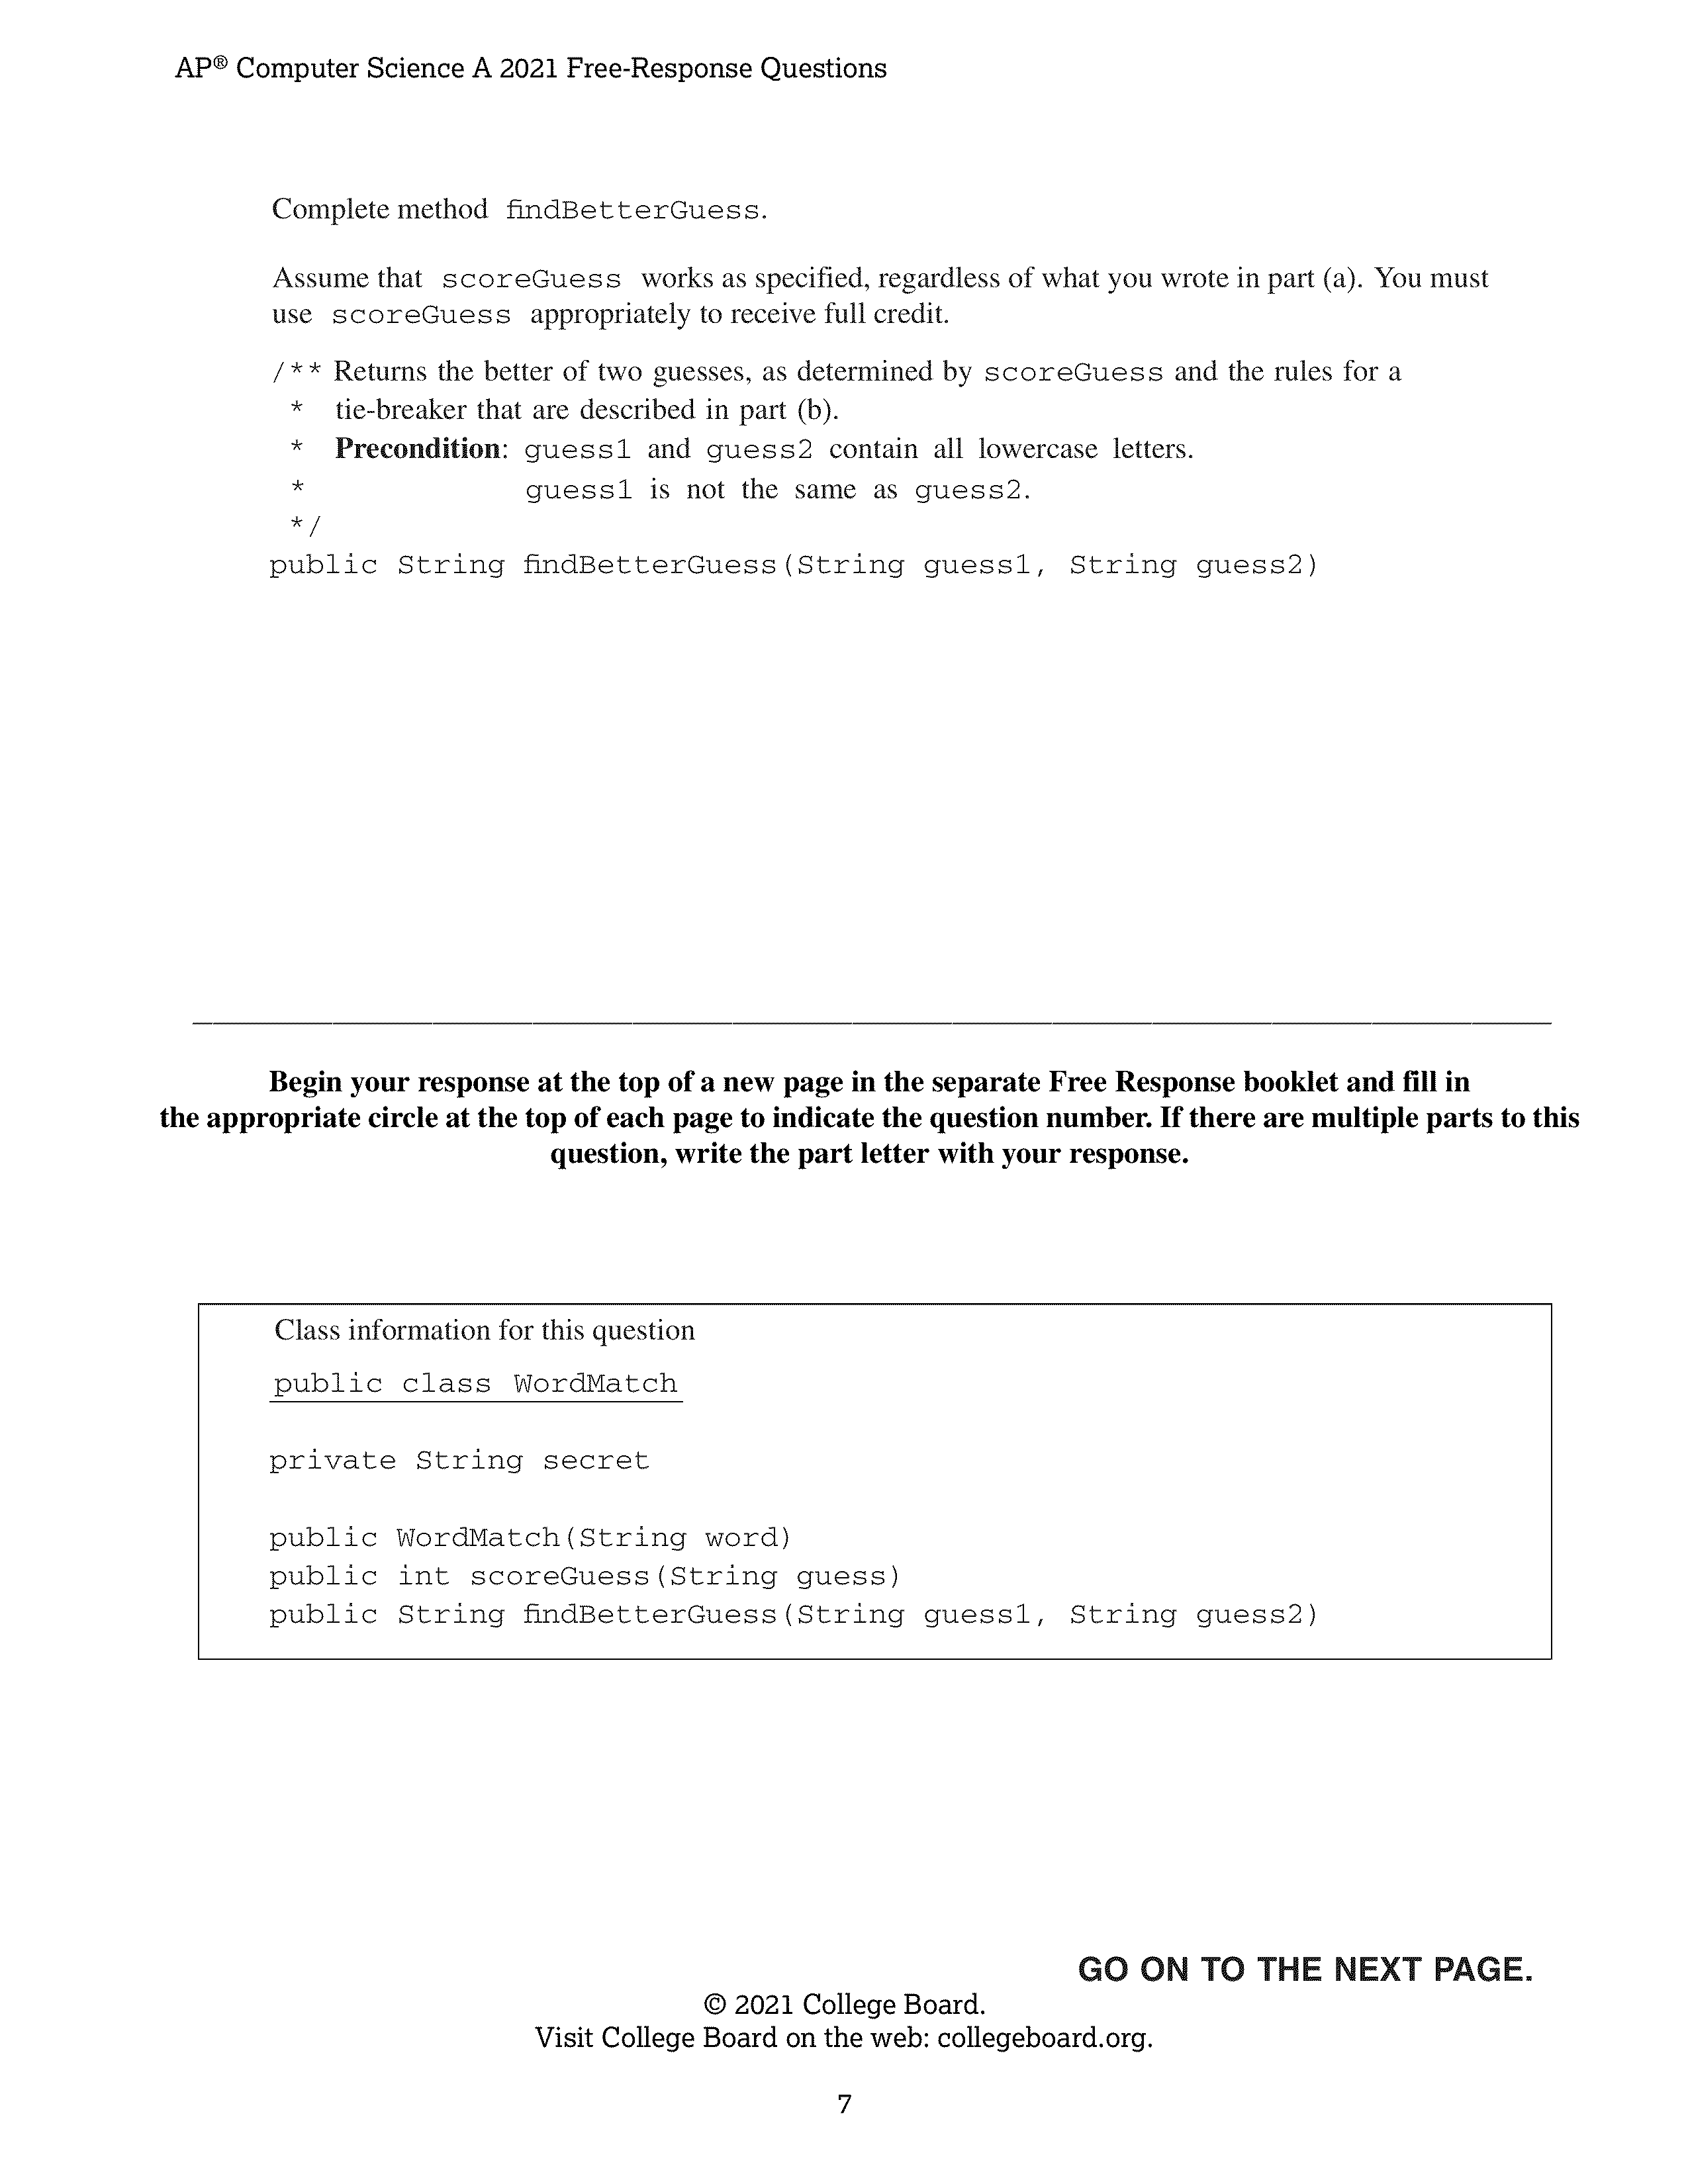 AP® Computer Science A 2021 Free-Response Questions
Complete method findBetterGuess.
Assume that scoreGuess works as specified, regardless of what you wrote in part (a). You must
use scoreGuess appropriately to receive full credit.
/** Returns the better of two guesses, as determined by scoreGuess and the rules for a
* tie-breaker that are described in part (b).
* Precondition: guess1 and guess2 contain all lowercase letters.
* guess1 is not the same as guess2.
*/
public String findBetterGuess(String guess1, String guess2)
Begin your response at the top of a new page in the separate Free Response booklet and fill in
the appropriate circle at the top of each page to indicate the question number. If there are multiple parts to this
question, write the part letter with your response.
Class information for this question
public class WordMatch
private String secret
public WordMatch(String word)
public int scoreGuess(String guess)
public String findBetterGuess(String guess1, String guess2)
GO ON TO THE NEXT PAGE.
© 2021 College Board.
Visit College Board on the web: collegeboard.org.
7